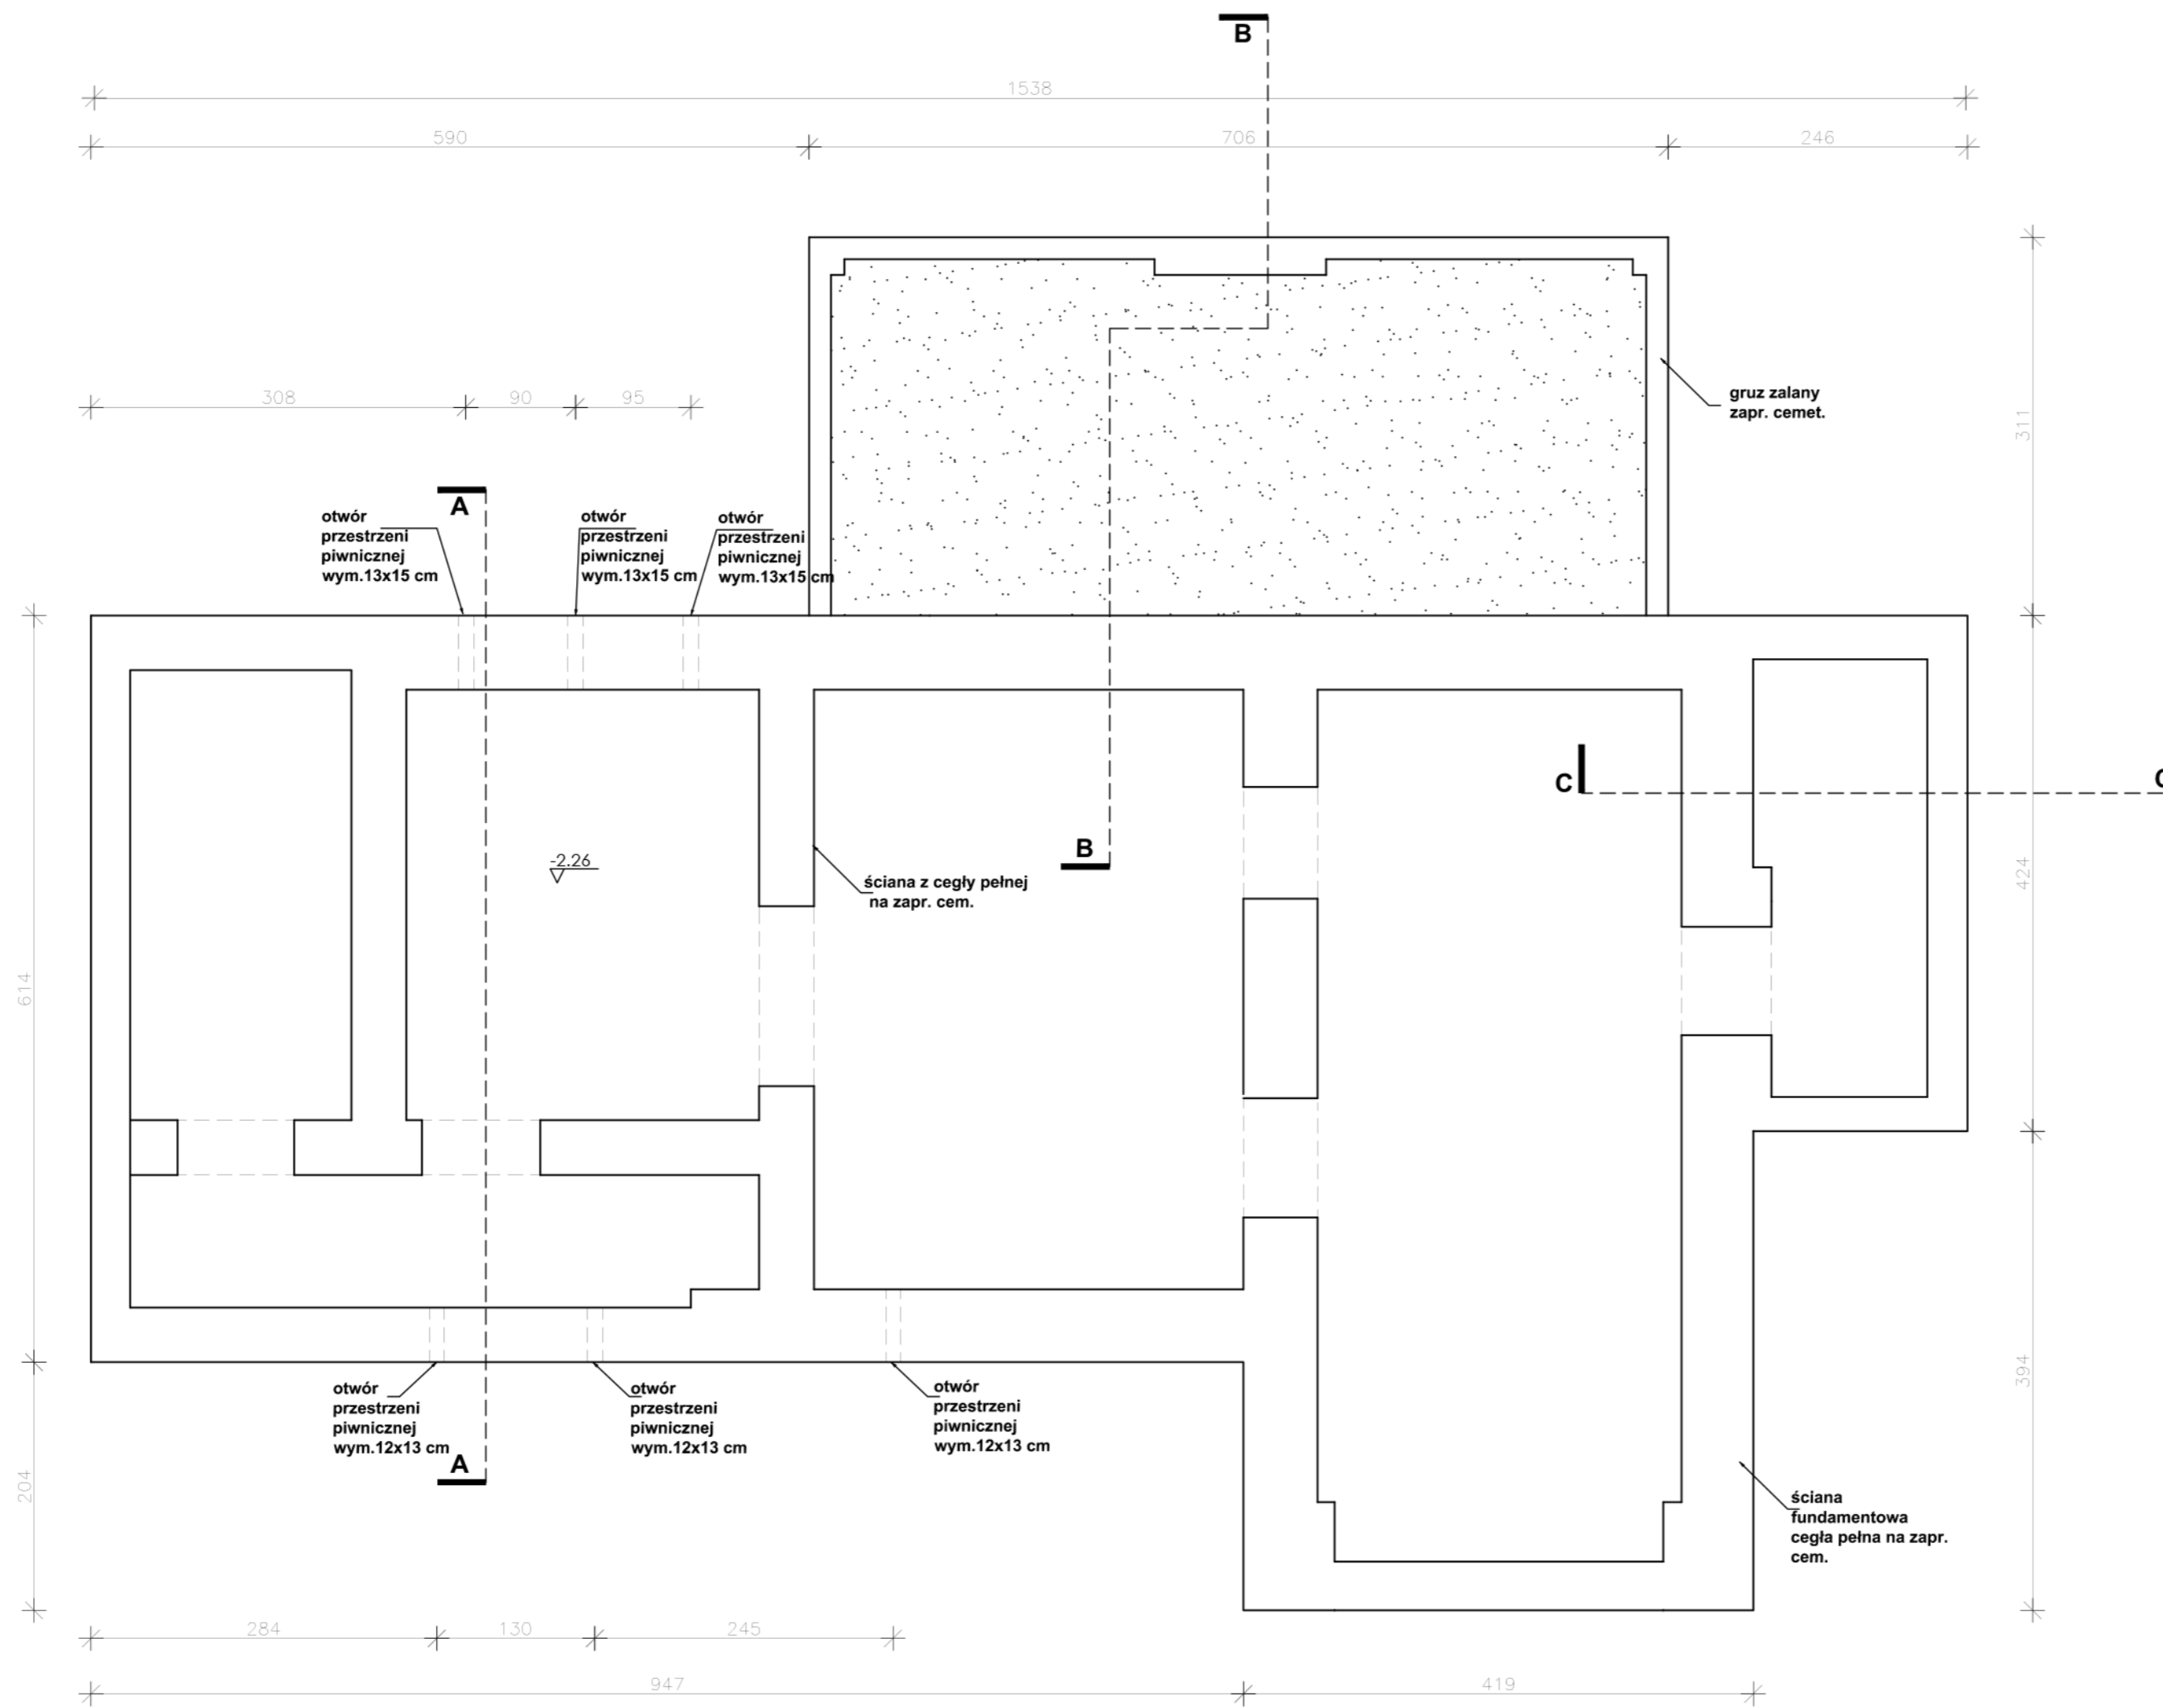 B
1538
590
706
246
308
90
95
311
gruz zalany
zapr. cemet.
A
otwór
przestrzeni
piwnicznej
wym.13x15 cm
otwór
przestrzeni
piwnicznej
wym.13x15 cm
otwór
przestrzeni
piwnicznej
wym.13x15 cm
C
-2.26
B
ściana z cegły pełnej
na zapr. cem.
424
614
otwór
przestrzeni
piwnicznej
wym.12x13 cm
otwór
przestrzeni
piwnicznej
wym.12x13 cm
otwór
przestrzeni
piwnicznej
wym.12x13 cm
A
394
204
ściana
fundamentowa
cegła pełna na zapr.
cem.
284
130
245
947
419